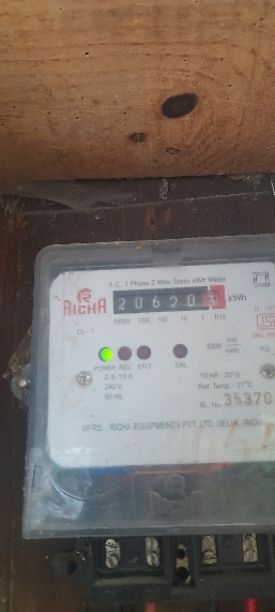 A.C. 1 Phase 2 Wire Static kWh Meter
RICHA
20620 kWh
10000 1000 100 10 1 1/10
CL - 1
3200 Imp/kWh
POWER REV E/FLT CAL
2.5-10 A
240 V.
50 Hz
YEAR - 2015
Ref. Temp. - 27°C
SL. No. 35370
MFRS. : RICHA EQUIPMENTS PVT. LTD. DELHI (INDIA)